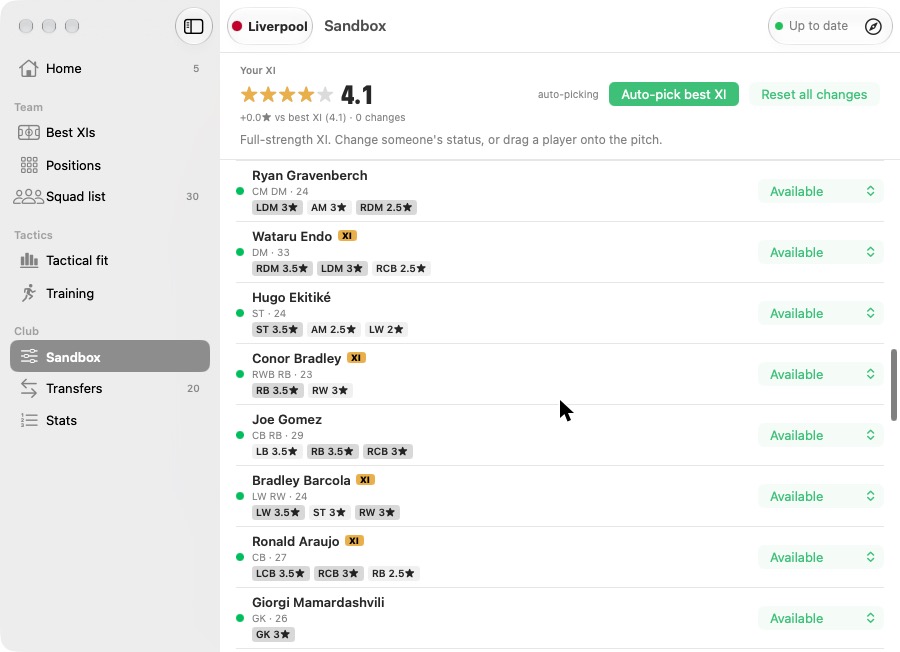 Home 5
Team
Best XIs
Positions
Squad list 30
Tactics
Tactical fit
Training
Club
Sandbox
Transfers 20
Stats
Liverpool Sandbox Up to date
Your XI
★★★★★ 4.1
auto-picking Auto-pick best XI Reset all changes
+0.0★ vs best XI (4.1) · 0 changes
Full-strength XI. Change someone's status, or drag a player onto the pitch.
Ryan Gravenberch
CM DM · 24 Available
LDM 3★ AM 3★ RDM 2.5★
Wataru Endo XI
DM · 33 Available
RDM 3.5★ LDM 3★ RCB 2.5★
Hugo Ekitiké
ST · 24 Available
ST 3.5★ AM 2.5★ LW 2★
Conor Bradley XI
RWB RB · 23 Available
RB 3.5★ RW 3★
Joe Gomez
CB RB · 29 Available
LB 3.5★ RB 3.5★ RCB 3★
Bradley Barcola XI
LW RW · 24 Available
LW 3.5★ ST 3★ RW 3★
Ronald Araujo XI
CB · 27 Available
LCB 3.5★ RCB 3★ RB 2.5★
Giorgi Mamardashvili
GK · 26 Available
GK 3★